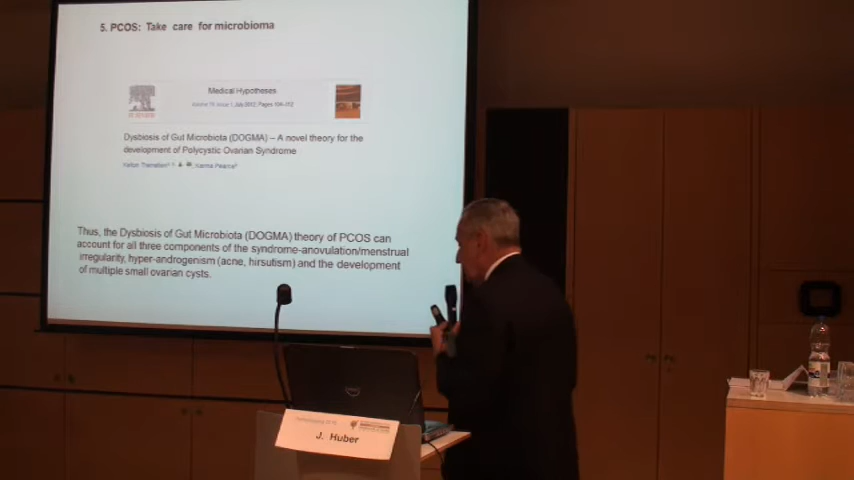 5. PCOS: Take care for microbioma
Medical Hypotheses
ELSEVIER
Dysbiosis of Gut Microbiota (DOGMA) – A novel theory for the
development of Polycystic Ovarian Syndrome
Thus, the Dysbiosis of Gut Microbiota (DOGMA) theory of PCOS can
account for all three components of the syndrome-anovulation/menstrual
irregularity, hyper-androgenism (acne, hirsutism) and the development
of multiple small ovarian cysts.
J. Huber